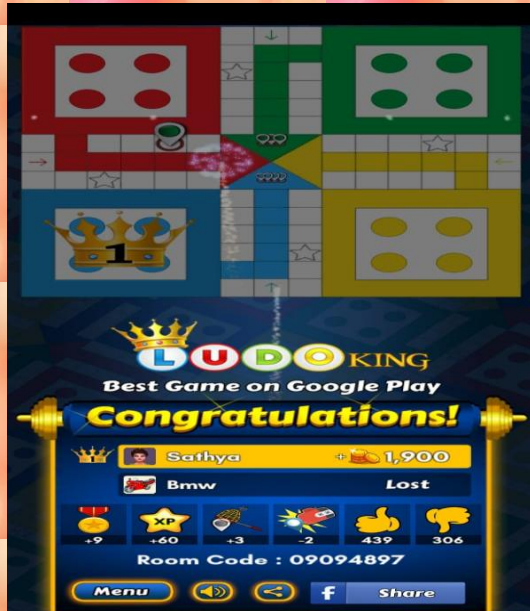 1
LUDO KING
Best Game on Google Play
Congratulations!
Sathya + 1,900
Bmw Lost
XP
+9 +60 +3 -2 439 306
Room Code : 09094897
Menu f Share